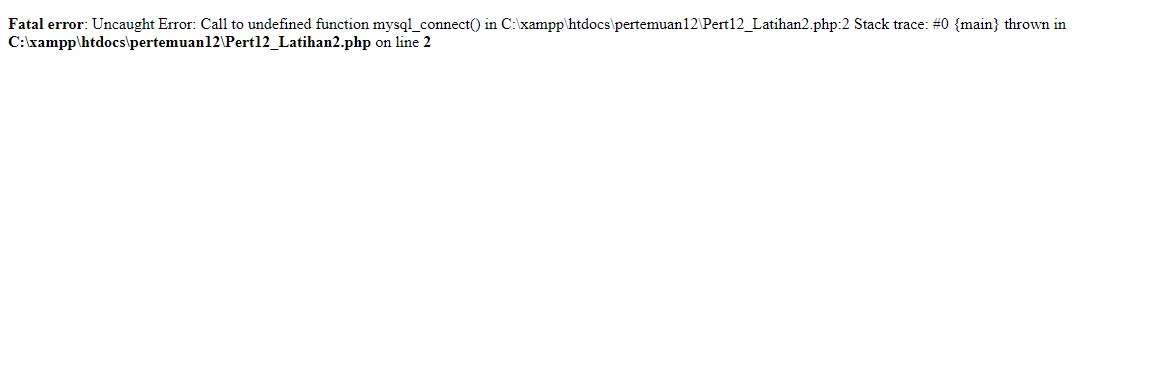 Fatal error: Uncaught Error: Call to undefined function mysql_connect() in C:\xampp\htdocs\pertemuan12\Pert12_Latihan2.php:2 Stack trace: #0 {main} thrown in
C:\xampp\htdocs\pertemuan12\Pert12_Latihan2.php on line 2